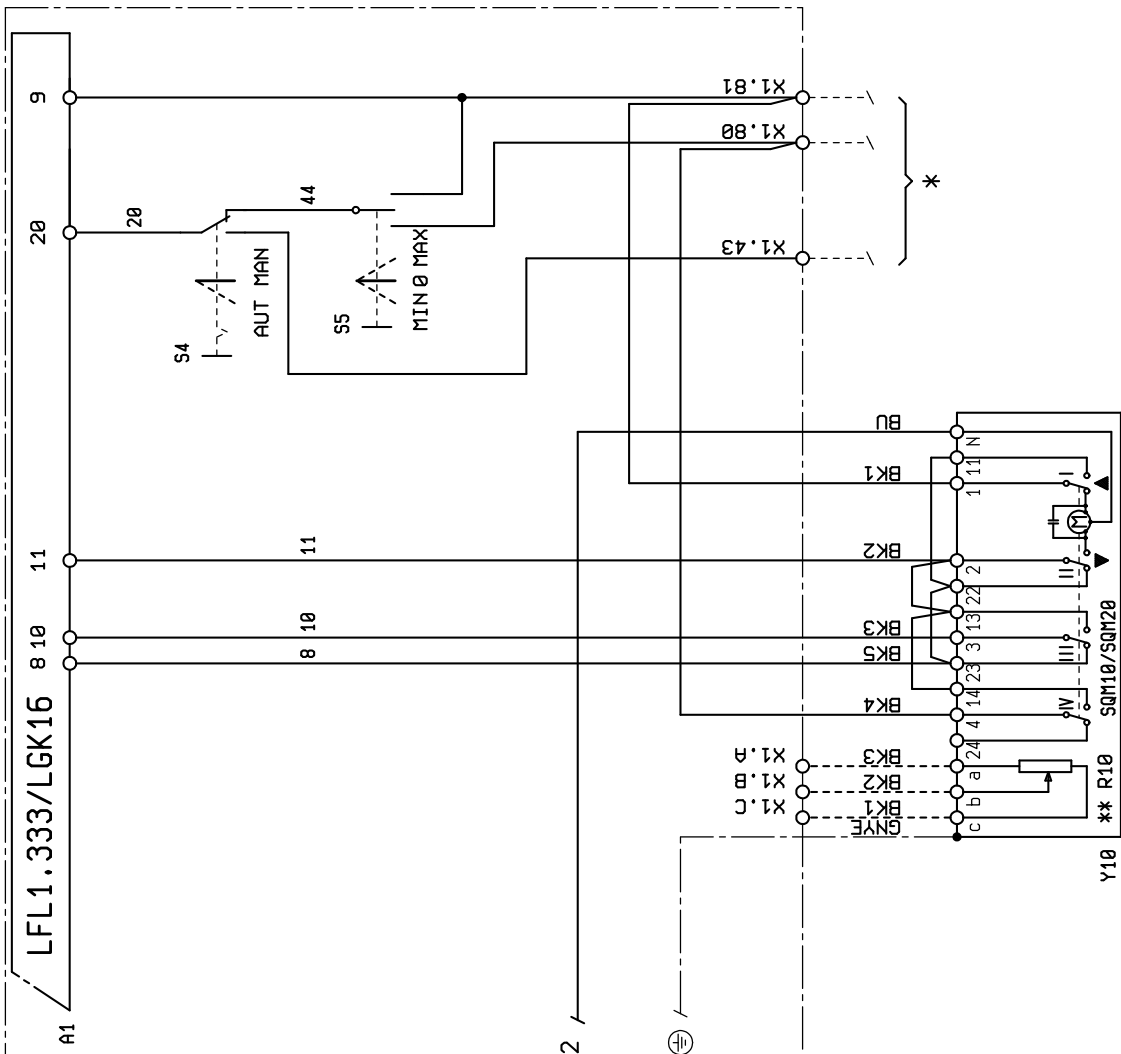 LFL1.333/LGK16
A1
9
20
11
10
8
20
44
11
10
8
S4
AUT MAN
S5
MIN 0 MAX
X1.81
X1.80
X1.43
*
BU
BK1
BK2
BK3
BK5
BK4
BK3
BK2
BK1
GNYE
X1.A
X1.B
X1.C
N
11
1
2
22
13
3
23
14
4
24
a
b
c
I
II
III
IV
M
SQM10/SQM20
** R10
Y10
2